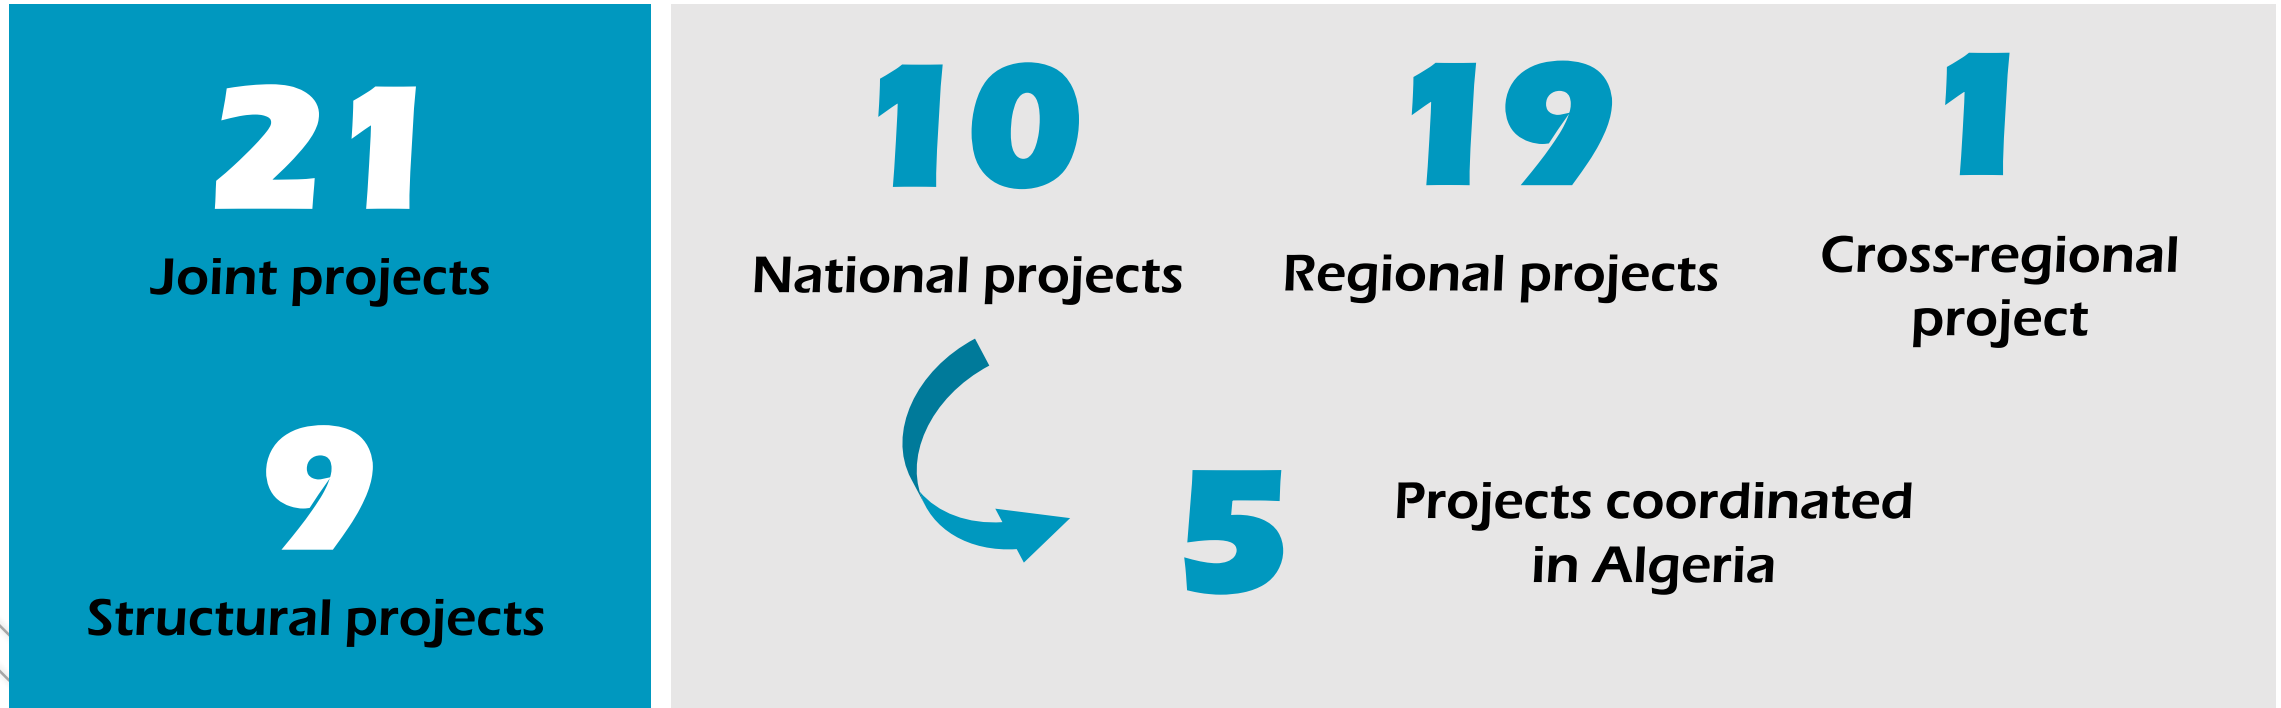 21
Joint projects
9
Structural projects
10
National projects
19
Regional projects
1
Cross-regional
project
5
Projects coordinated
in Algeria